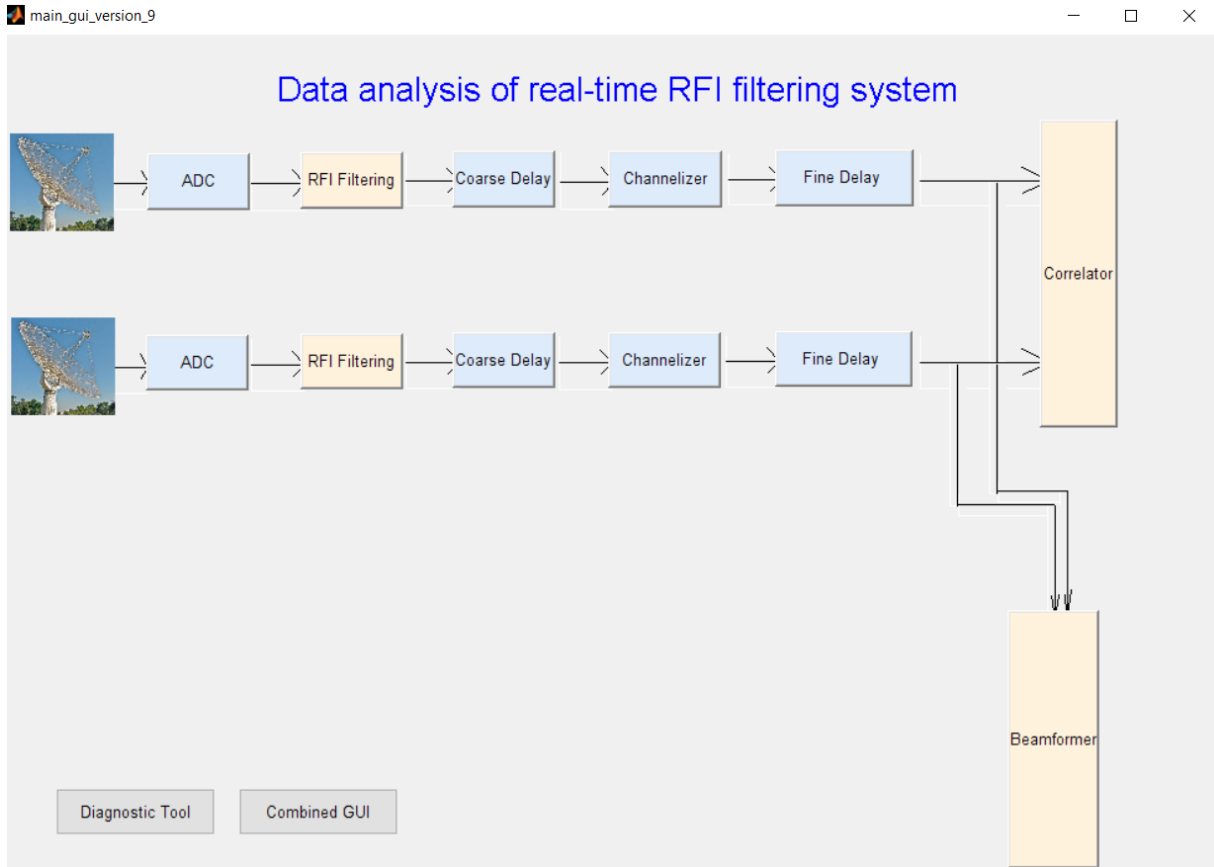 main_gui_version_9
Data analysis of real-time RFI filtering system
ADC
RFI Filtering
Coarse Delay
Channelizer
Fine Delay
Correlator
ADC
RFI Filtering
Coarse Delay
Channelizer
Fine Delay
Beamformer
Diagnostic Tool
Combined GUI